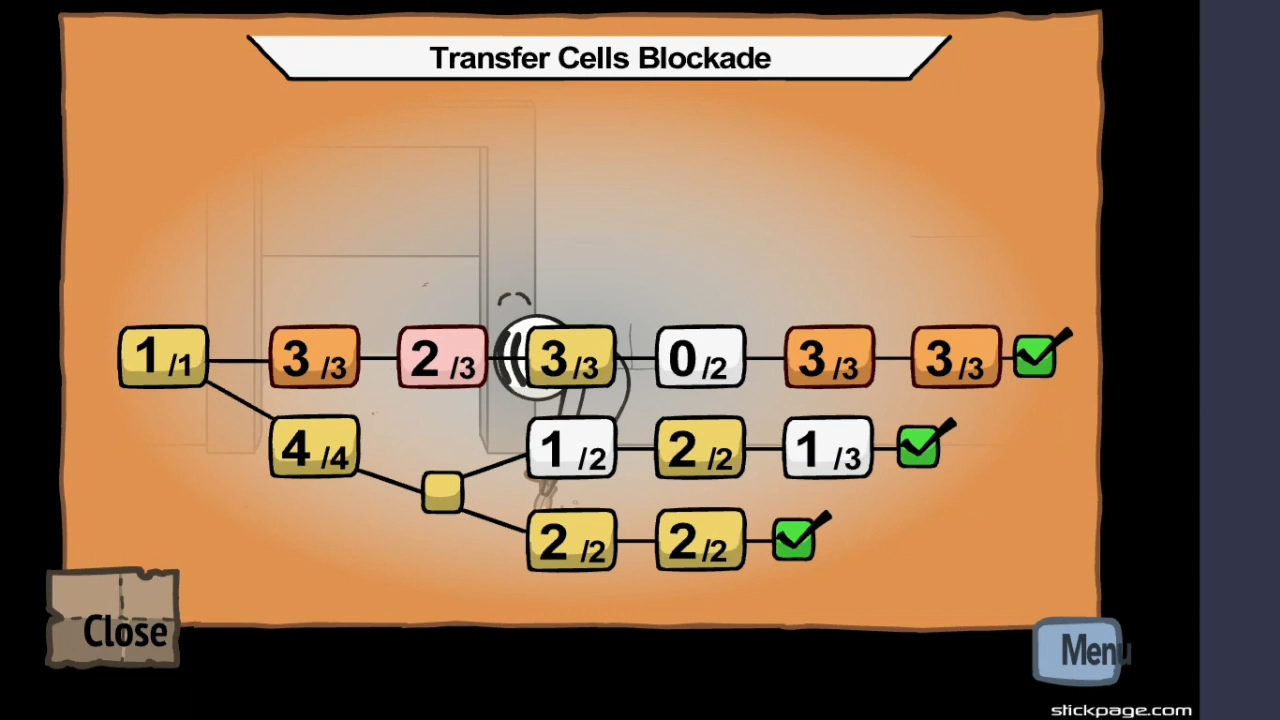 Transfer Cells Blockade
1/1 3/3 2/3 3/3 0/2 3/3 3/3
4/4 1/2 2/2 1/3
2/2 2/2
Close
Menu
stickpage.com